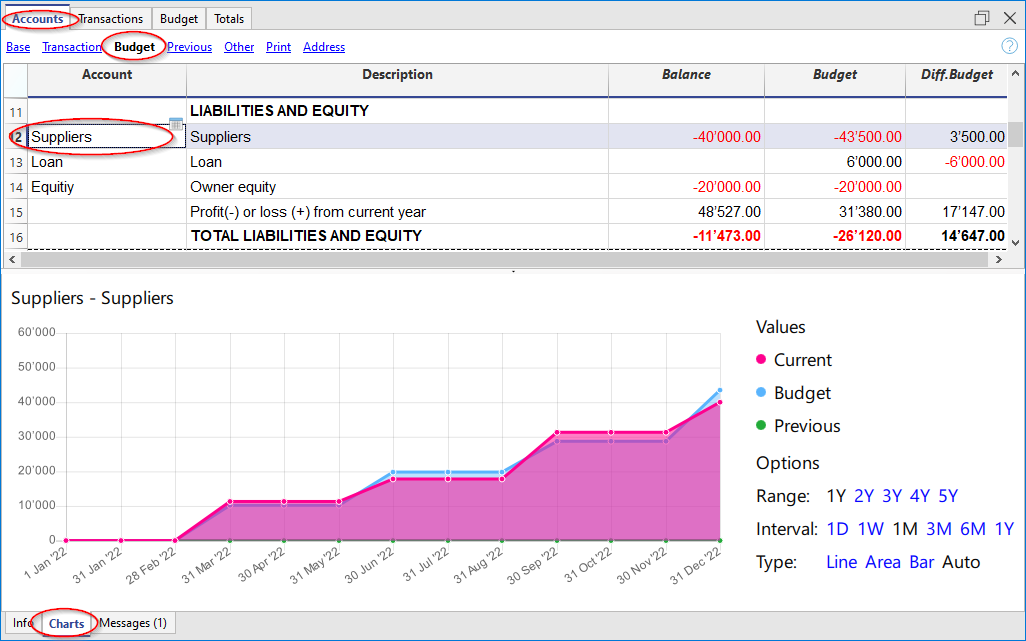 Accounts Transactions Budget Totals
Base Transaction Budget Previous Other Print Address ?
Account Description Balance Budget Diff.Budget
11 LIABILITIES AND EQUITY
12 Suppliers Suppliers -40’000.00 -43’500.00 3’500.00
13 Loan Loan 6’000.00 -6’000.00
14 Equitiy Owner equity -20’000.00 -20’000.00
15 Profit(-) or loss (+) from current year 48’527.00 31’380.00 17’147.00
16 TOTAL LIABILITIES AND EQUITY -11’473.00 -26’120.00 14’647.00
Suppliers - Suppliers
60’000
50’000
40’000
30’000
20’000
10’000
0
1 Jan '22 31 Jan '22 28 Feb '22 31 Mar '22 30 Apr '22 31 May '22 30 Jun '22 31 Jul '22 31 Aug '22 30 Sep '22 31 Oct '22 30 Nov '22 31 Dec '22
Values
Current
Budget
Previous
Options
Range: 1Y 2Y 3Y 4Y 5Y
Interval: 1D 1W 1M 3M 6M 1Y
Type: Line Area Bar Auto
Info Charts Messages (1)